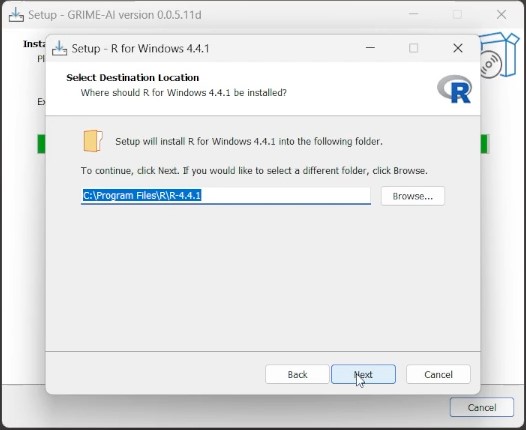 Setup - GRIME-AI version 0.0.5.11d
Setup - R for Windows 4.4.1
Select Destination Location
Where should R for Windows 4.4.1 be installed?
R
Setup will install R for Windows 4.4.1 into the following folder.
To continue, click Next. If you would like to select a different folder, click Browse.
C:\Program Files\R\R-4.4.1
Browse...
Back
Next
Cancel
Cancel